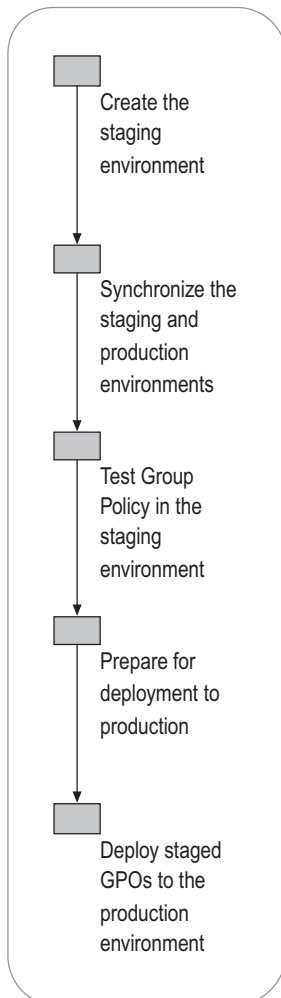 Create the
staging
environment
Synchronize the
staging and
production
environments
Test Group
Policy in the
staging
environment
Prepare for
deployment to
production
Deploy staged
GPOs to the
production
environment